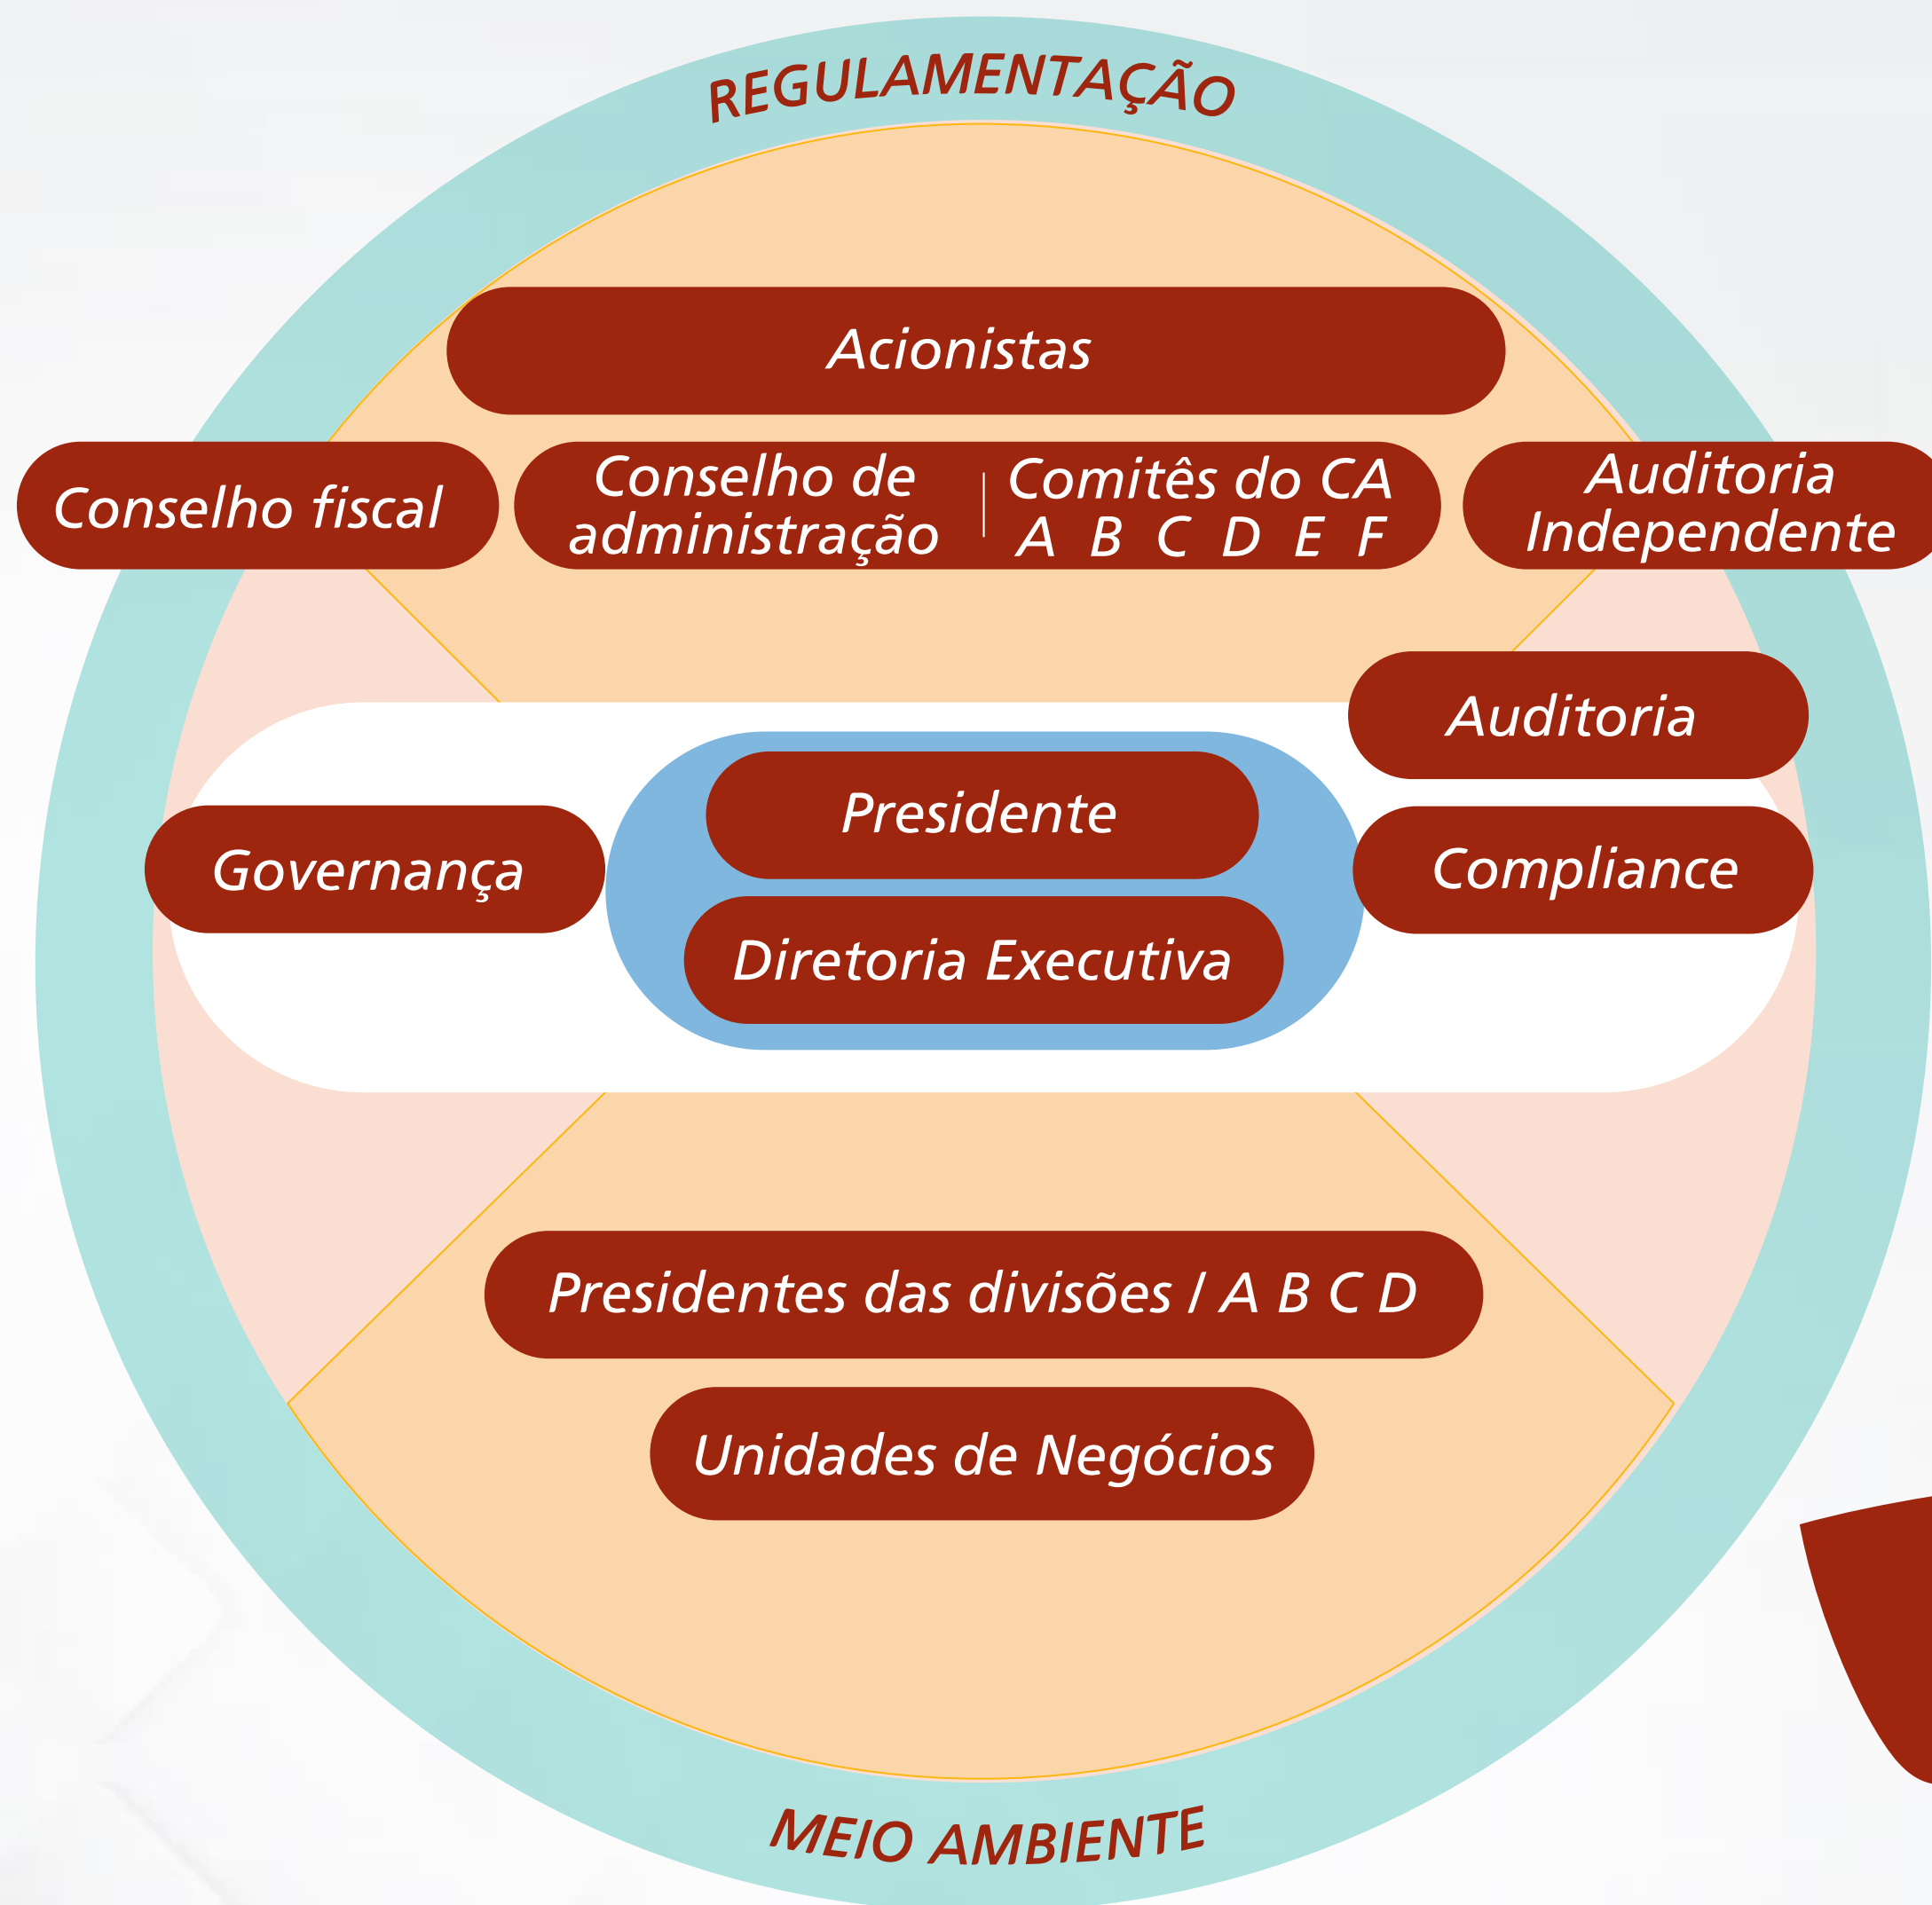 REGULAMENTAÇÃO
Acionistas
Conselho fiscal
Conselho de
administração
Comitês do CA
A B C D E F
Auditoria
Independente
Auditoria
Presidente
Governança
Compliance
Diretoria Executiva
Presidentes das divisões / A B C D
Unidades de Negócios
MEIO AMBIENTE